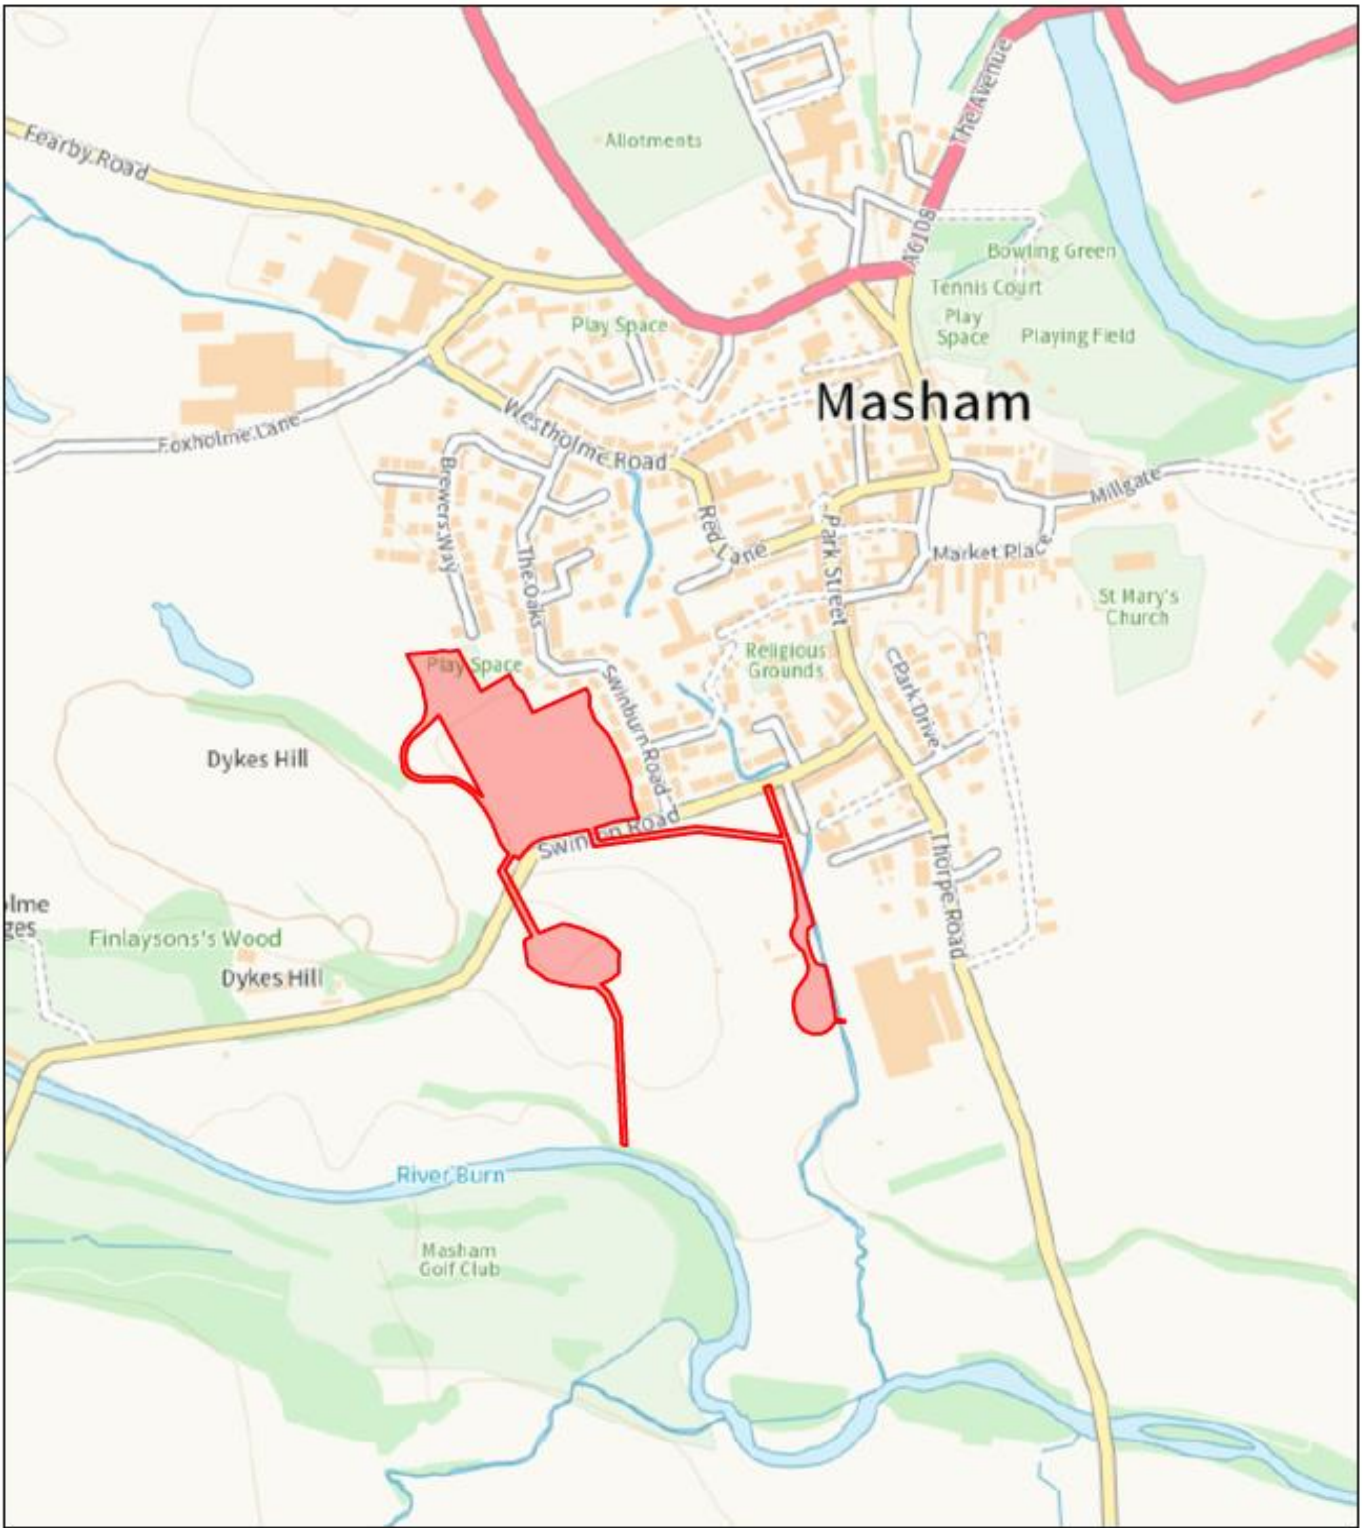 The Avenue
Fearby Road
Allotments
A6108
Bowling Green
Tennis Court
Play Space
Play
Space
Playing Field
Masham
Westholme Road
Foxholme Lane
Brewers Way
Millgate
Red Lane
Park Street
The Oaks
Market Place
St Mary's
Church
Religious
Grounds
Play Space
Park Drive
Swinburn Road
Dykes Hill
Swinton Road
Thorpe Road
olme
ges
Finlaysons's Wood
Dykes Hill
River Burn
Masham
Golf Club